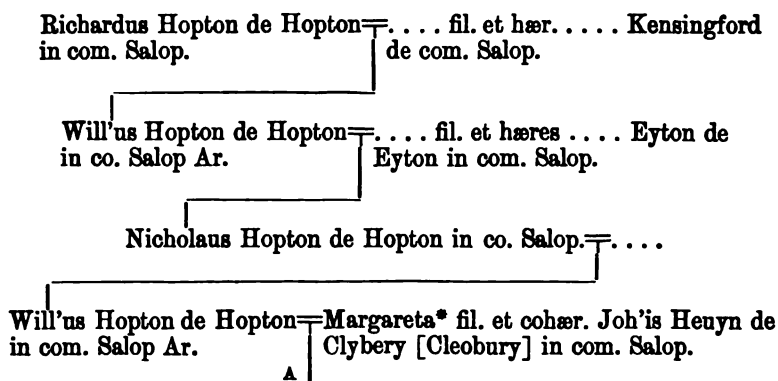 Richardus Hopton de Hopton=. . . . fil. et hær. . . . . Kensingford
in com. Salop. de com. Salop.
Will'us Hopton de Hopton=. . . . fil. et hæres . . . . Eyton de
in co. Salop Ar. Eyton in com. Salop.
Nicholaus Hopton de Hopton in co. Salop.=. . . .
Will'us Hopton de Hopton=Margareta* fil. et cohær. Joh'is Heuyn de
in com. Salop Ar. Clybery [Cleobury] in com. Salop.
A